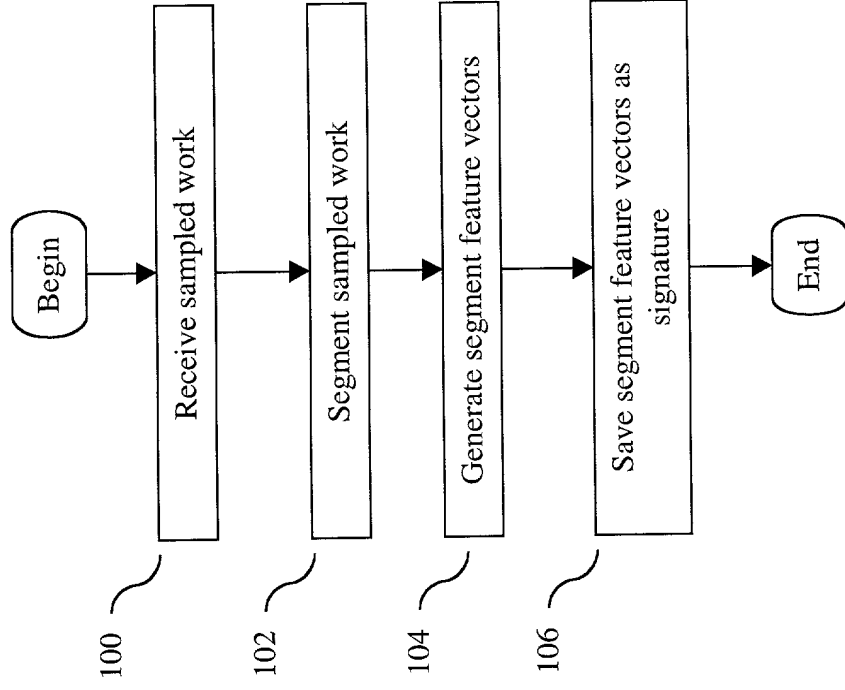 Begin
100
Receive sampled work
102
Segment sampled work
104
Generate segment feature vectors
106
Save segment feature vectors as
signature
End